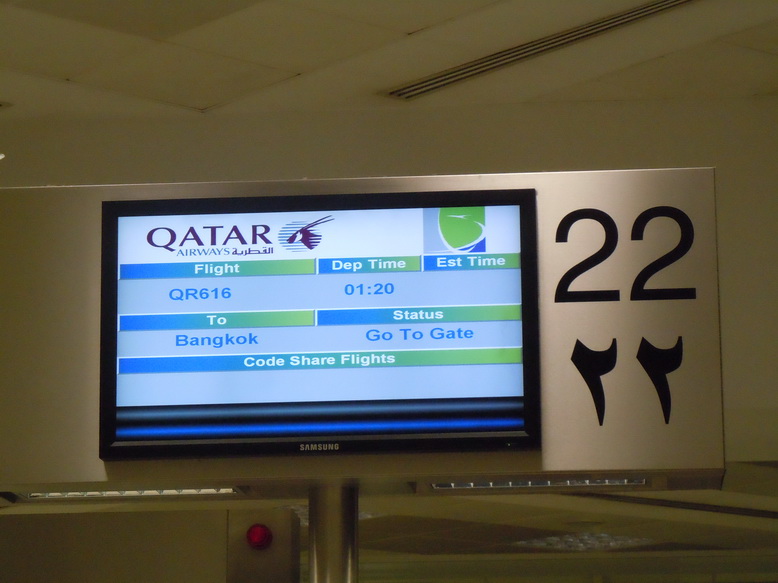 QATAR
AIRWAYS القطرية
Flight Dep Time Est Time
QR616 01:20
To Status
Bangkok Go To Gate
Code Share Flights
SAMSUNG
22
٢٢